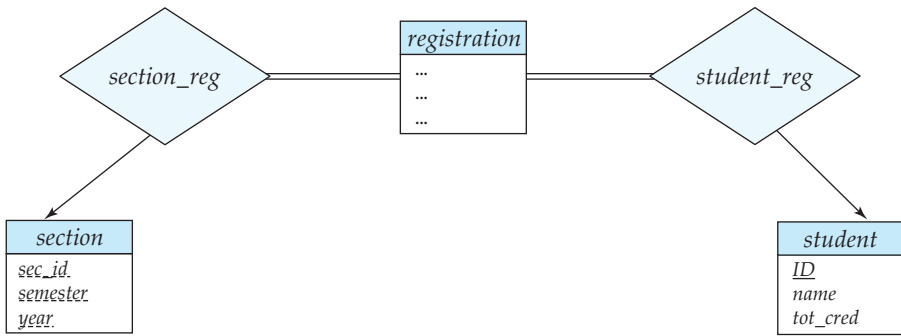 section_reg
registration
...
...
...
student_reg
section
sec_id
semester
year
student
ID
name
tot_cred